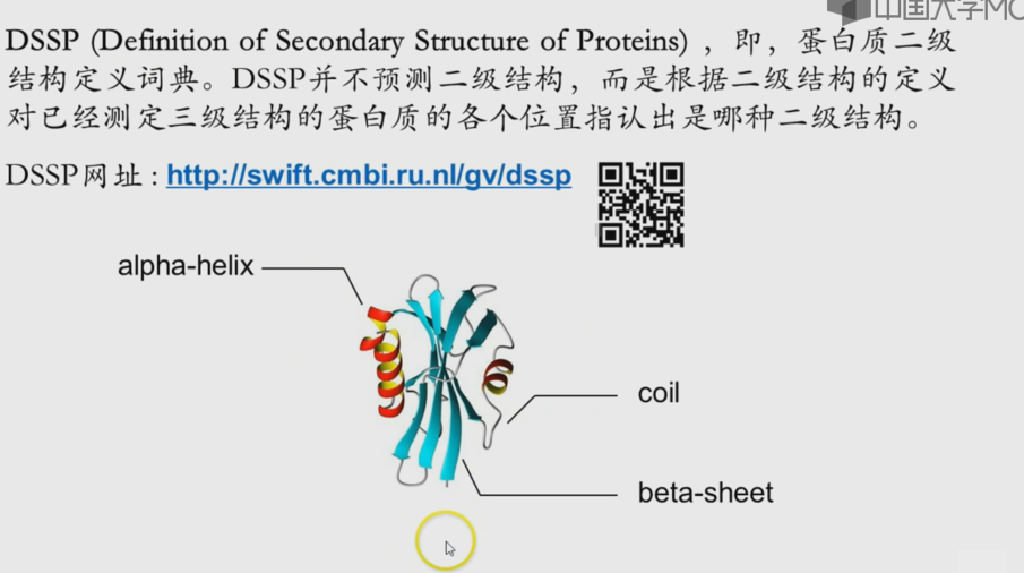 中国大学MO
DSSP (Definition of Secondary Structure of Proteins) ，即，蛋白质二级
结构定义词典。DSSP并不预测二级结构，而是根据二级结构的定义
对已经测定三级结构的蛋白质的各个位置指认出是哪种二级结构。
DSSP网址 : http://swift.cmbi.ru.nl/gv/dssp
alpha-helix
coil
beta-sheet